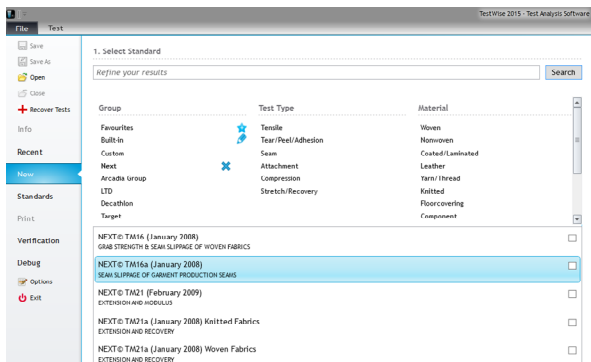 TestWise 2015 - Test Analysis Software
File Test
Save
Save As
Open
Close
Recover Tests
Info
Recent
New
Standards
Print
Verification
Debug
Options
Exit
1. Select Standard
Refine your results
Search
Group Test Type Material
Favourites Tensile Woven
Built-in Tear/Peel/Adhesion Nonwoven
Custom Seam Coated/Laminated
Next Attachment Leather
Arcadia Group Compression Yarn/Thread
LTD Stretch/Recovery Knitted
Decathlon Floorcovering
Target Component
NEXT© TM16 (January 2008)
GRAB STRENGTH & SEAM SLIPPAGE OF WOVEN FABRICS
NEXT© TM16a (January 2008)
SEAM SLIPPAGE OF GARMENT PRODUCTION SEAMS
NEXT© TM21 (February 2009)
EXTENSION AND MODULUS
NEXT© TM21a (January 2008) Knitted Fabrics
EXTENSION AND RECOVERY
NEXT© TM21a (January 2008) Woven Fabrics
EXTENSION AND RECOVERY